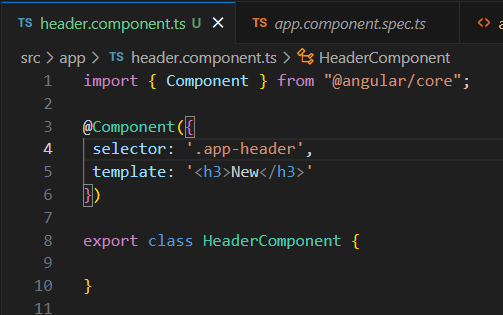 TS header.component.ts U ✕ TS app.component.spec.ts <> a
src > app > TS header.component.ts > HeaderComponent
1 import { Component } from "@angular/core";
2
3 @Component({
4 selector: '.app-header',
5 template: '<h3>New</h3>'
6 })
7
8 export class HeaderComponent {
9
10 }
11